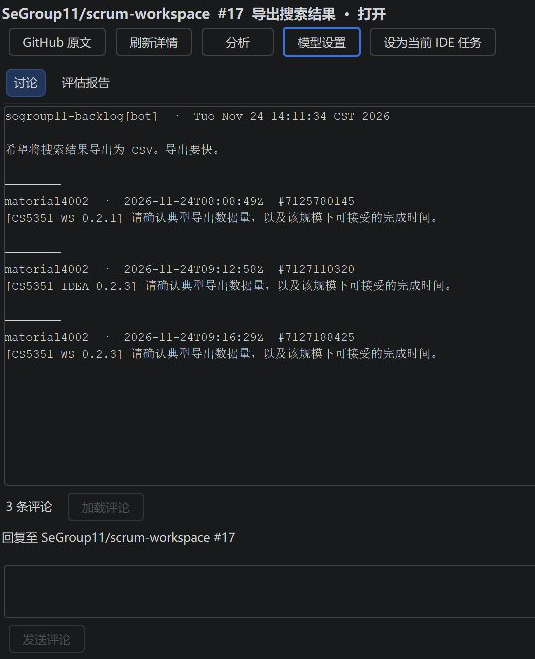 SeGroup11/scrum-workspace #17 导出搜索结果 • 打开
GitHub 原文 刷新详情 分析 模型设置 设为当前 IDE 任务
讨论 评估报告
segroup11-backlog[bot] · Tue Nov 24 14:11:34 CST 2026
希望将搜索结果导出为 CSV。导出要快。
material4002 · 2026-11-24T08:08:49Z #7125780145
[CS5351 WS 0.2.1] 请确认典型导出数据量，以及该规模下可接受的完成时间。
material4002 · 2026-11-24T09:12:58Z #7127110320
[CS5351 IDEA 0.2.3] 请确认典型导出数据量，以及该规模下可接受的完成时间。
material4002 · 2026-11-24T09:16:29Z #7127188425
[CS5351 WS 0.2.3] 请确认典型导出数据量，以及该规模下可接受的完成时间。
3 条评论 加载评论
回复至 SeGroup11/scrum-workspace #17
发送评论